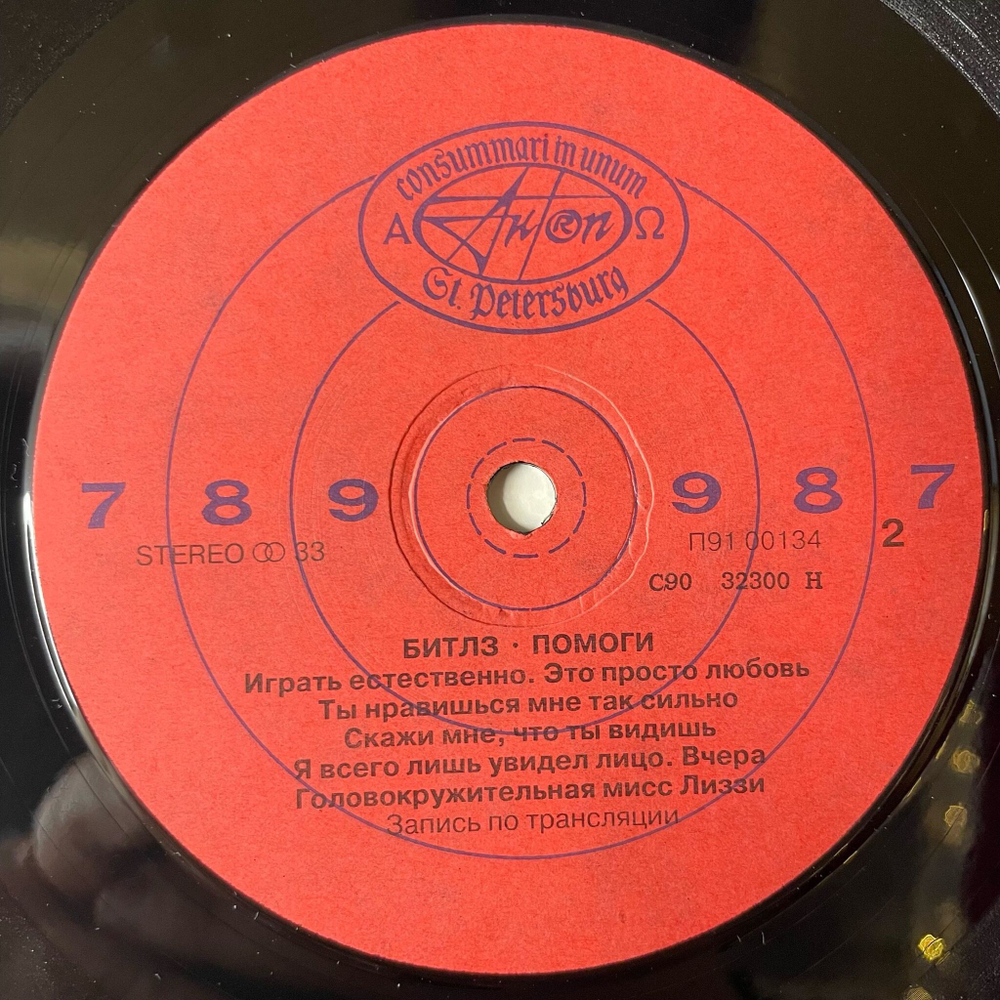 consummari in unum
Α АнТ®оп Ω
St. Petersburg
7 8 9 9 8 7
STEREO 33 П91 00134 2
С90 32300 Н
БИТЛЗ · ПОМОГИ
Играть естественно. Это просто любовь
Ты нравишься мне так сильно
Скажи мне, что ты видишь
Я всего лишь увидел лицо. Вчера
Головокружительная мисс Лиззи
Запись по трансляции